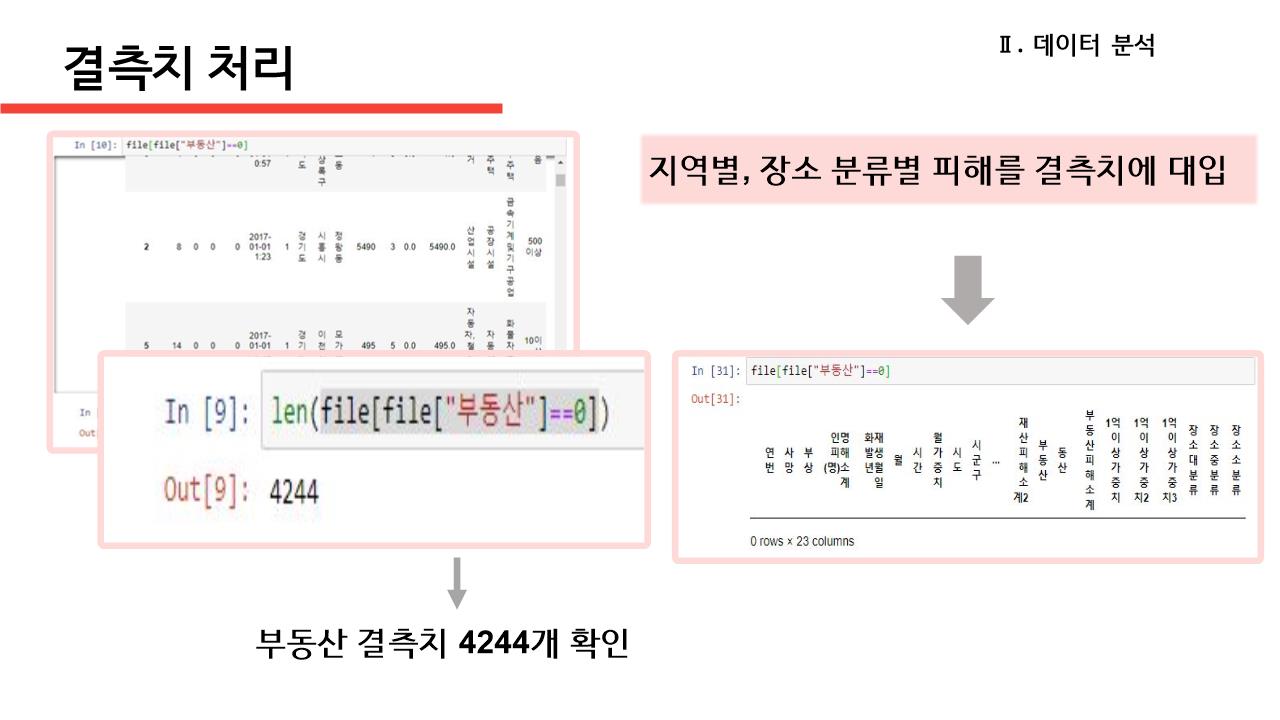 결측치 처리
Ⅱ. 데이터 분석
In [10]: file[file["부동산"]==0]
0:57 도 상록구 동 거 주택 주택 음
2 8 0 0 0 2017-01-01 1:23 1 경기도 시흥시 정왕동 5490 3 0.0 5490.0 산업시설 공장시설 금속기계및기구공업 500이상
5 14 0 0 0 2017-01-01 1 경기 이천 모가 495 5 0.0 495.0 자동차,철 자동 화물자 10이
In
Out
In [9]: len(file[file["부동산"]==0])
Out[9]: 4244
부동산 결측치 4244개 확인
지역별, 장소 분류별 피해를 결측치에 대입
In [31]: file[file["부동산"]==0]
Out[31]:
연번 사망 부상 인명피해(명)소계 화재발생년월일 월 시간 월가중치 시도 시군구 ... 재산피해소계2 부동산 동산 부동산피해소계 1억이상가중치 1억이상가중치2 1억이상가중치3 장소대분류 장소중분류 장소소분류
0 rows × 23 columns